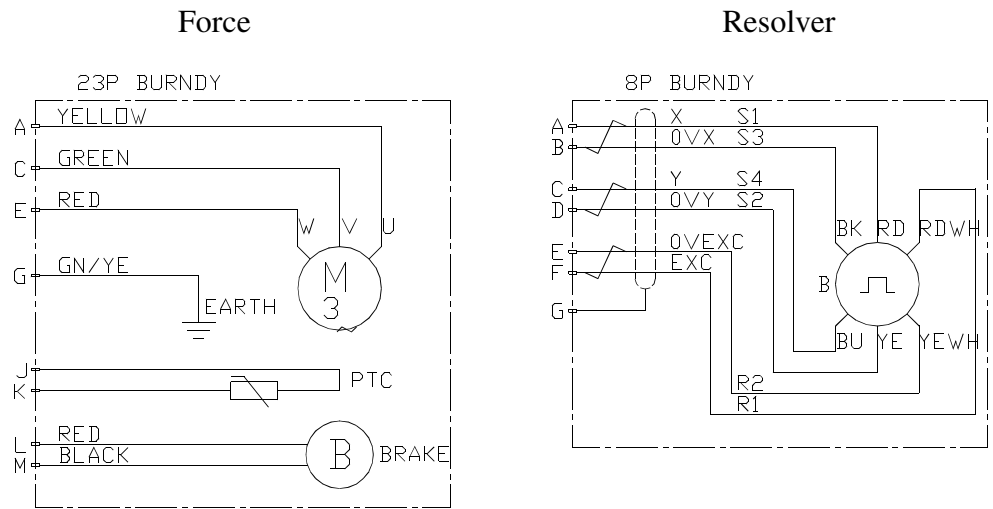 Force
Resolver
23P BURNDY
A YELLOW
C GREEN
E RED
W V U
M
3
G GN/YE
EARTH
J
K
PTC
L RED
M BLACK
B BRAKE
8P BURNDY
A X S1
B 0VX S3
C Y S4
D 0VY S2
E 0VEXC
F EXC
G
BK RD RDWH
B
BU YE YEWH
R2
R1